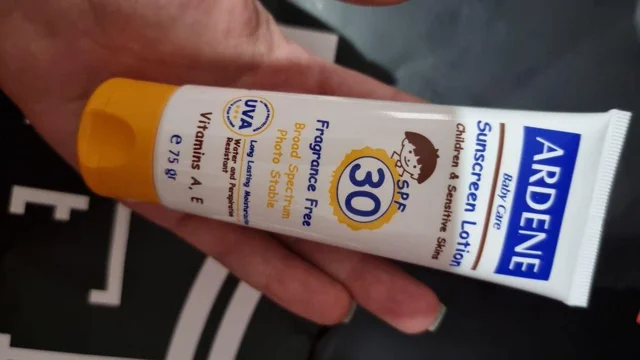 ARDENE
Baby Care
Sunscreen Lotion
Children & Sensitive Skins
SPF
30
Fragrance Free
Broad Spectrum
Photo Stable
UVA
Long Lasting Moisturizer
Water and Perspiration
Resistant
Vitamins A, E
e 75 gr